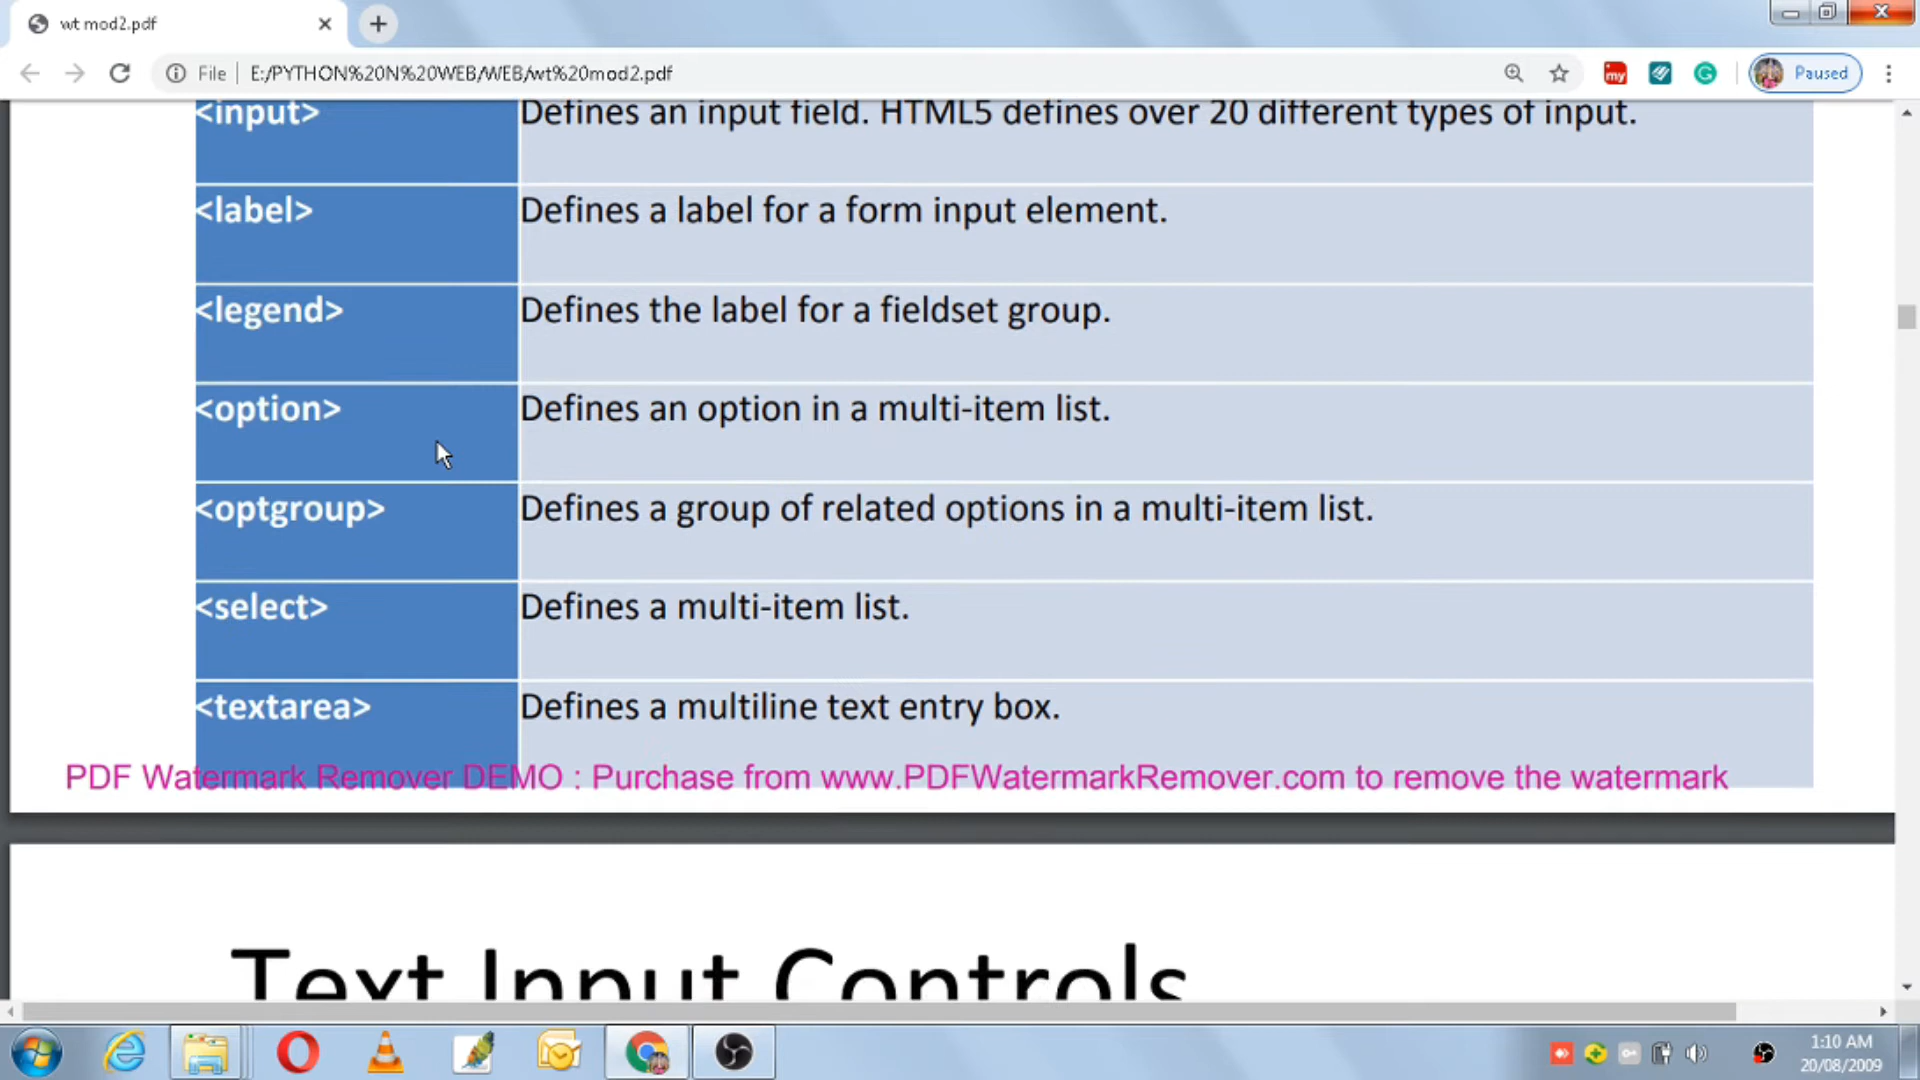 wt mod2.pdf
File
E:/PYTHON%20N%20WEB/WEB/wt%20mod2.pdf
my
Paused
<input> Defines an input field. HTML5 defines over 20 different types of input.
<label> Defines a label for a form input element.
<legend> Defines the label for a fieldset group.
<option> Defines an option in a multi-item list.
<optgroup> Defines a group of related options in a multi-item list.
<select> Defines a multi-item list.
<textarea> Defines a multiline text entry box.
PDF Watermark Remover DEMO : Purchase from www.PDFWatermarkRemover.com to remove the watermark
Text Input Controls
1:10 AM
20/08/2009